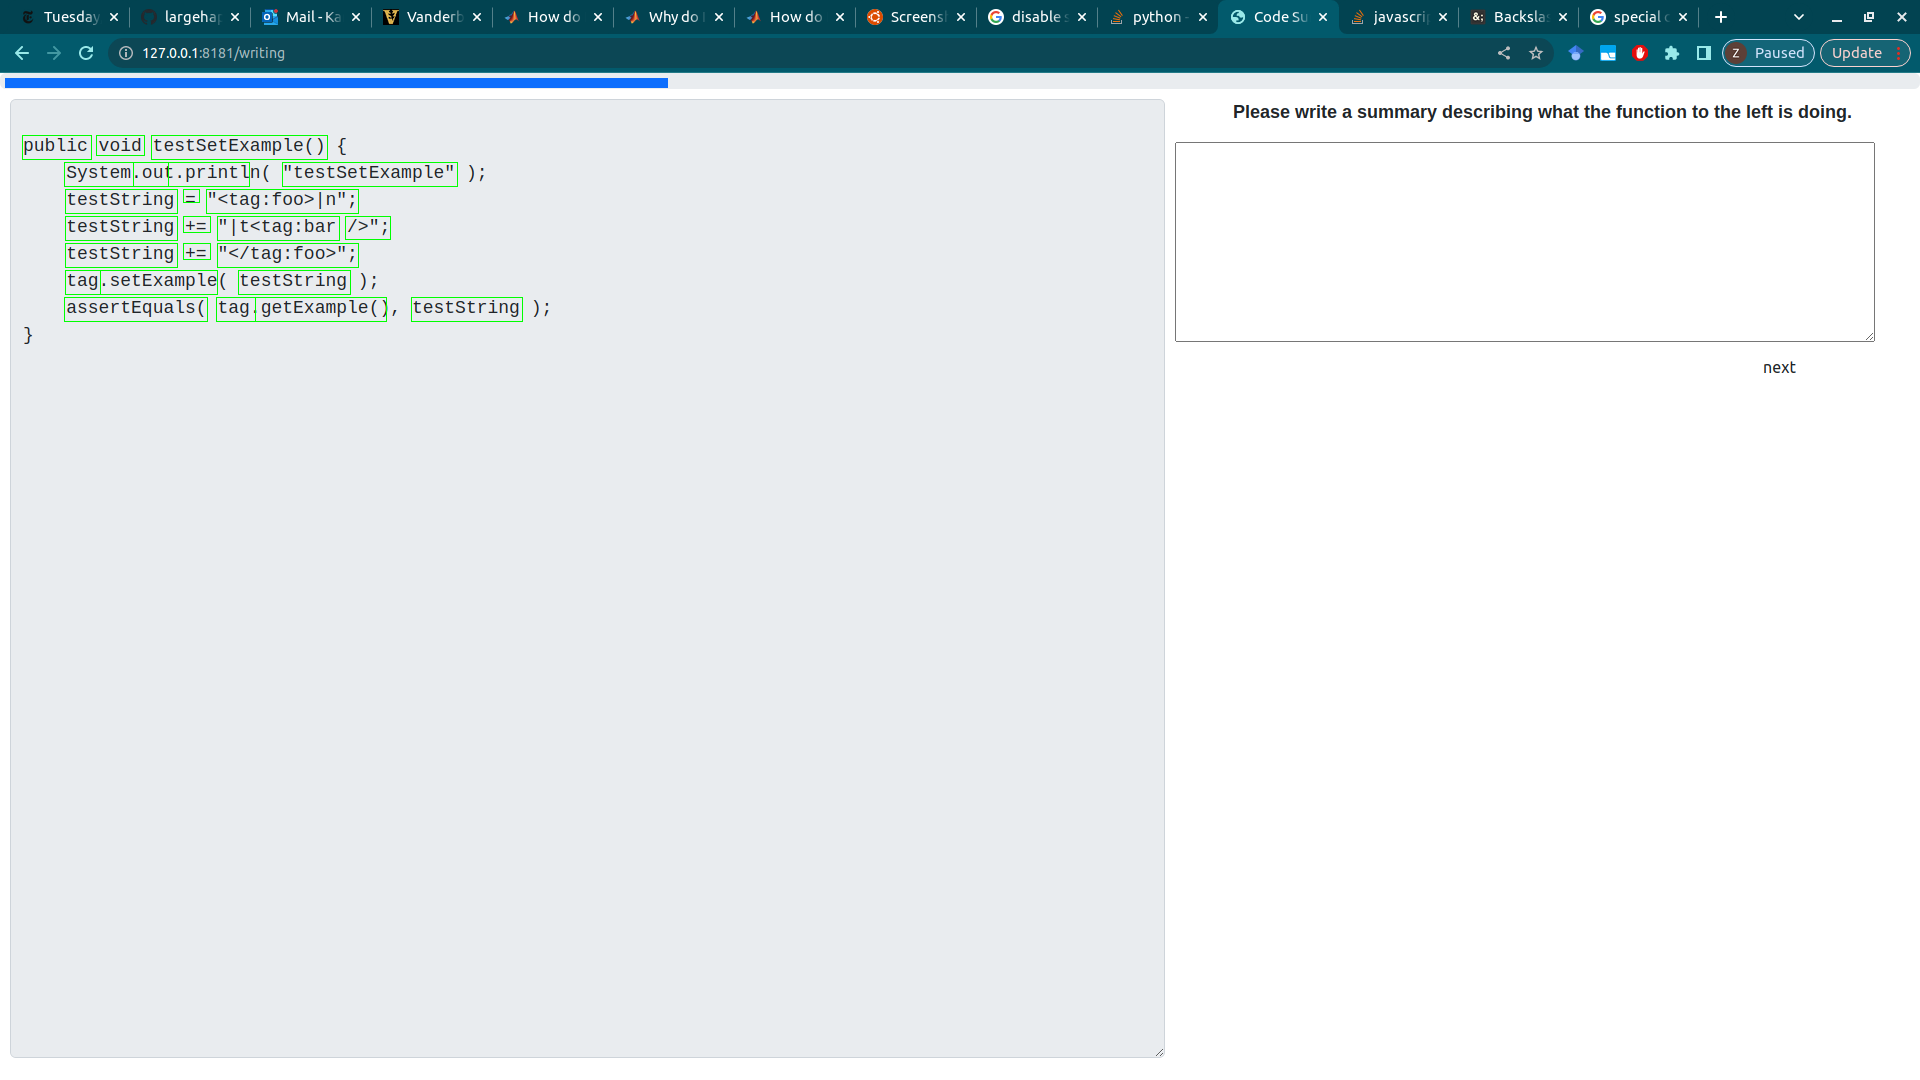 Tuesday
largeha
Mail - Ka
Vanderb
How do
Why do
How do
Screens
disable s
python -
Code Su
javascrip
Backsla
special c
127.0.0.1:8181/writing
Z Paused
Update
public void testSetExample() {
System.out.println( "testSetExample" );
testString = "<tag:foo>|n";
testString += "|t<tag:bar />";
testString += "</tag:foo>";
tag.setExample( testString );
assertEquals( tag.getExample(), testString );
}
Please write a summary describing what the function to the left is doing.
next